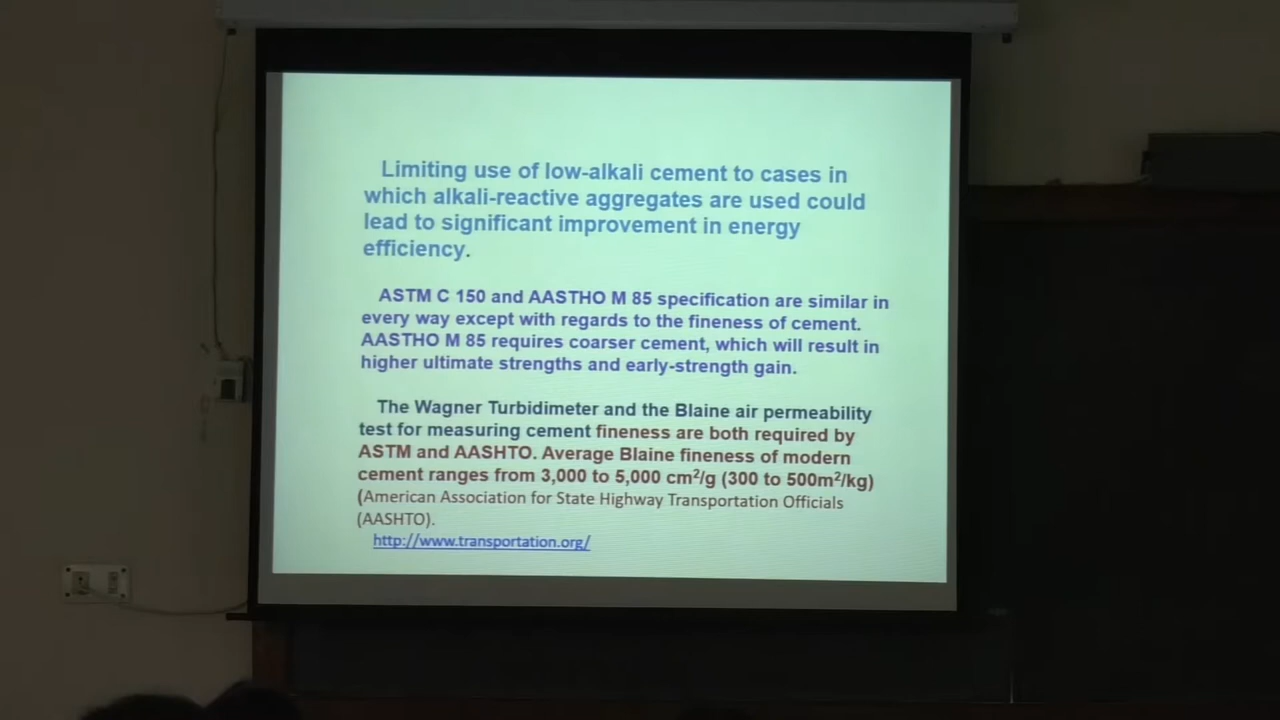 Limiting use of low-alkali cement to cases in
which alkali-reactive aggregates are used could
lead to significant improvement in energy
efficiency.
ASTM C 150 and AASTHO M 85 specification are similar in
every way except with regards to the fineness of cement.
AASTHO M 85 requires coarser cement, which will result in
higher ultimate strengths and early-strength gain.
The Wagner Turbidimeter and the Blaine air permeability
test for measuring cement fineness are both required by
ASTM and AASHTO. Average Blaine fineness of modern
cement ranges from 3,000 to 5,000 cm²/g (300 to 500m²/kg)
(American Association for State Highway Transportation Officials
(AASHTO).
http://www.transportation.org/